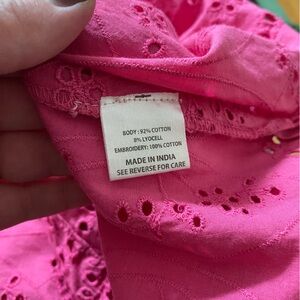 BODY: 92% COTTON
8% LYOCELL
EMBROIDERY: 100% COTTON
MADE IN INDIA
SEE REVERSE FOR CARE